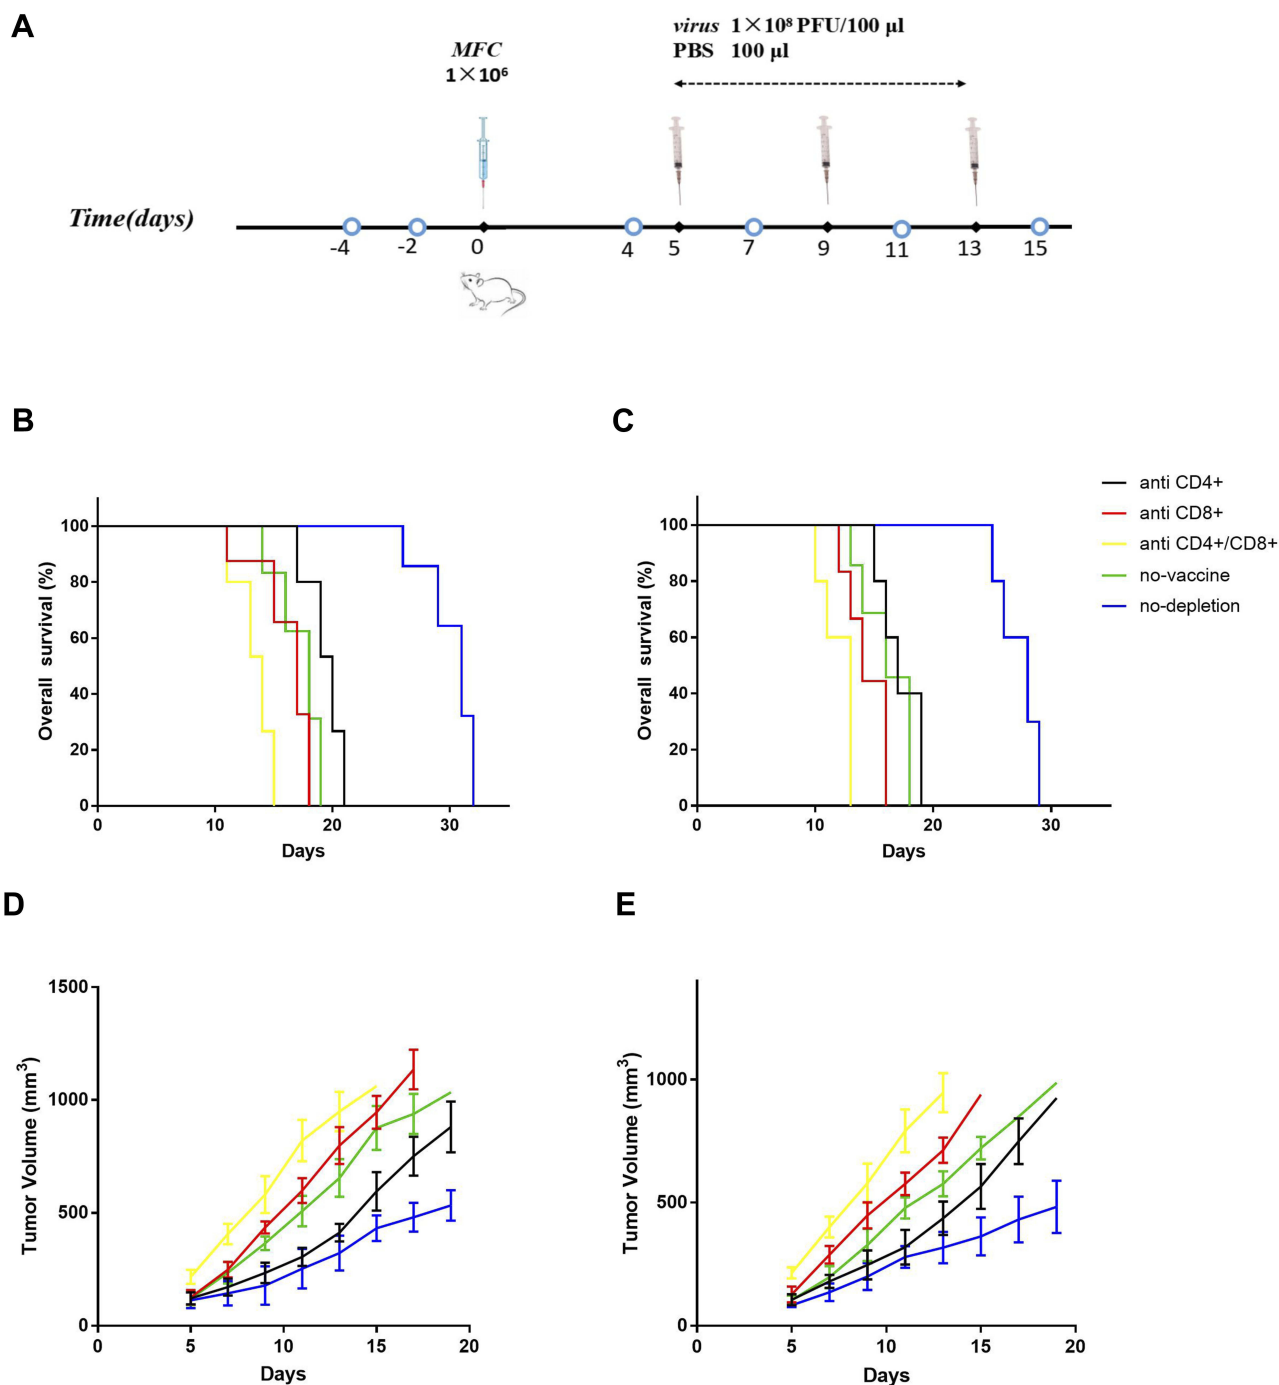 A
virus 1×10⁸ PFU/100 µl
PBS 100 µl
MFC
1×10⁶
Time(days)
-4 -2 0 4 5 7 9 11 13 15
B
C
anti CD4+
anti CD8+
anti CD4+/CD8+
no-vaccine
no-depletion
Overall survival (%)
100
80
60
40
20
0
0 10 20 30
Days
Overall survival (%)
100
80
60
40
20
0
0 10 20 30
Days
D
E
Tumor Volume (mm³)
1500
1000
500
0
0 5 10 15 20
Days
Tumor Volume (mm³)
1000
500
0
0 5 10 15 20
Days